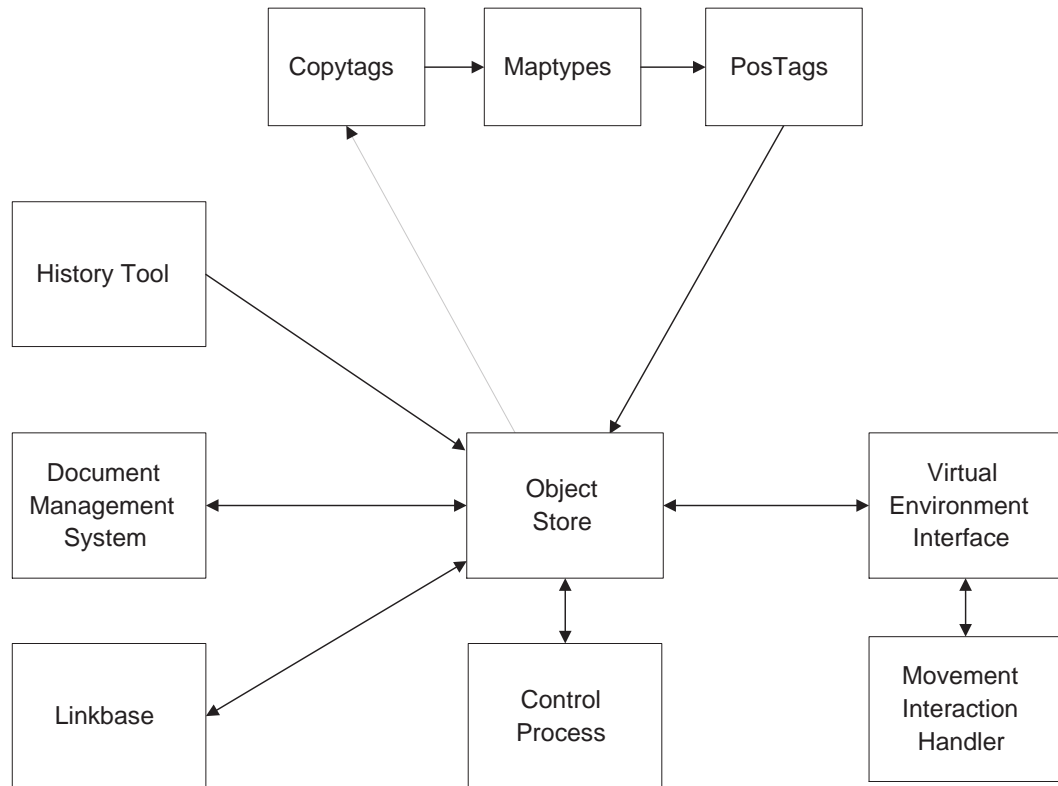 Copytags
Maptypes
PosTags
History Tool
Document
Management
System
Object
Store
Virtual
Environment
Interface
Linkbase
Control
Process
Movement
Interaction
Handler